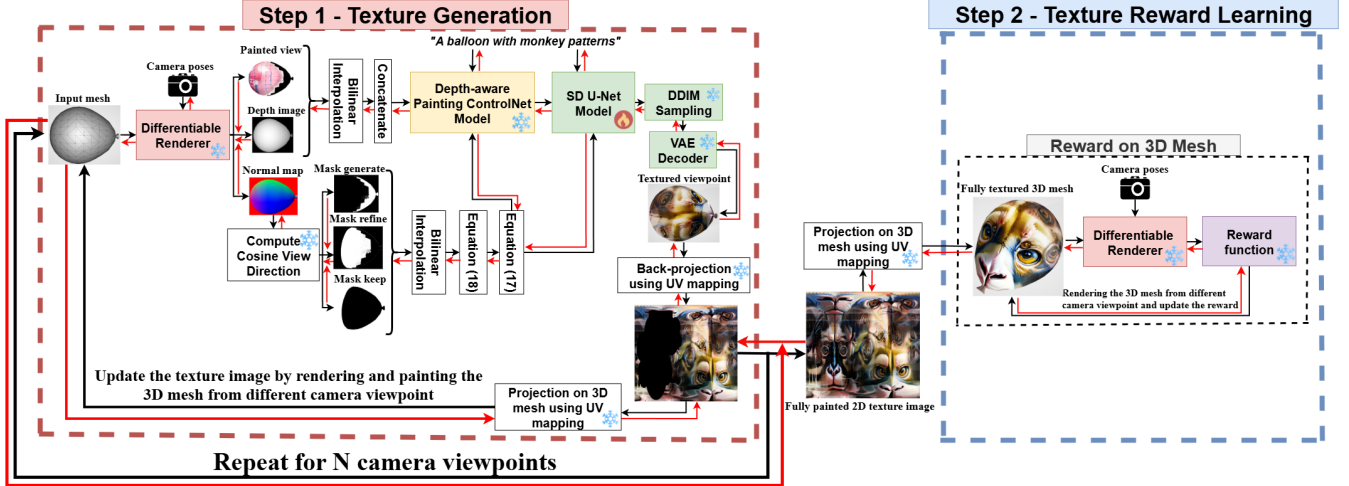 Step 1 - Texture Generation
Step 2 - Texture Reward Learning
"A balloon with monkey patterns"
Painted view
Camera poses
Input mesh
Differentiable
Renderer
Depth image
Normal map
Bilinear
Interpolation
Concatenate
Depth-aware
Painting ControlNet
Model
SD U-Net
Model
DDIM
Sampling
VAE
Decoder
Textured viewpoint
Mask generate
Mask refine
Mask keep
Compute
Cosine View
Direction
Bilinear
Interpolation
Equation (18)
Equation (17)
Back-projection
using UV mapping
Update the texture image by rendering and painting the
3D mesh from different camera viewpoint
Projection on 3D
mesh using UV
mapping
Repeat for N camera viewpoints
Projection on 3D
mesh using UV
mapping
Fully painted 2D texture image
Reward on 3D Mesh
Camera poses
Fully textured 3D mesh
Differentiable
Renderer
Reward
function
Rendering the 3D mesh from different
camera viewpoint and update the reward